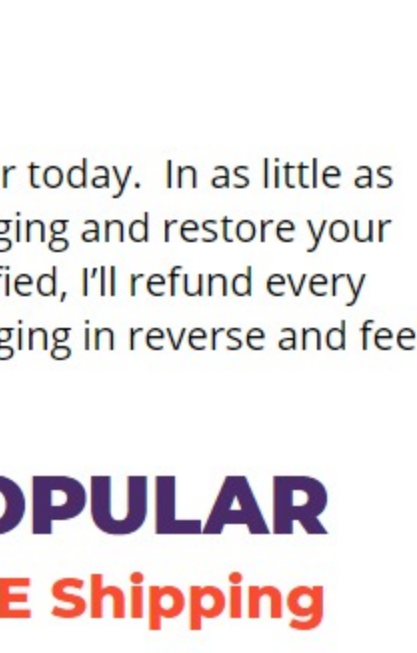 r today.  In as little as
ging and restore your
fied, I’ll refund every
ging in reverse and fee
OPULAR
E Shipping